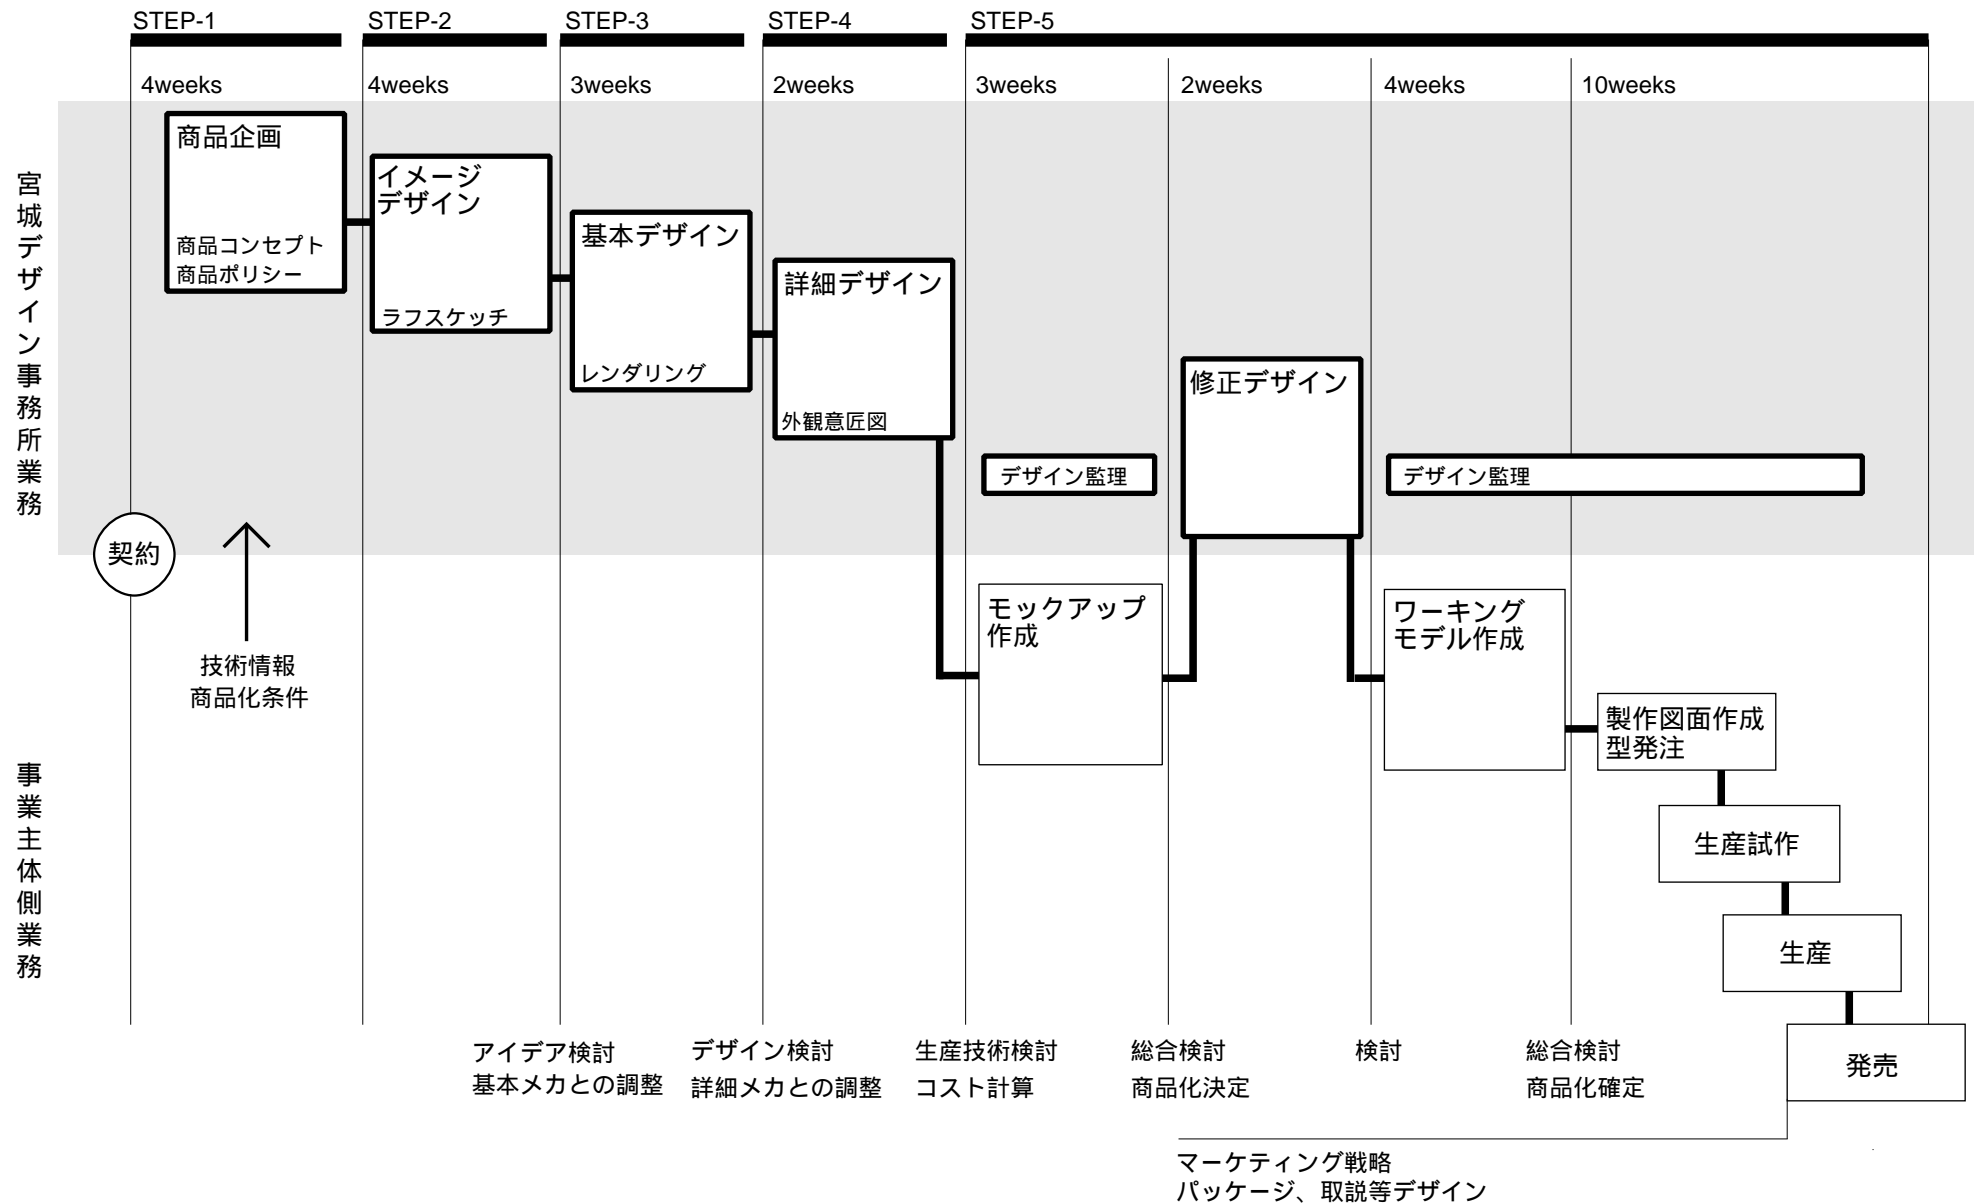 STEP-1
STEP-2
STEP-3
STEP-4
STEP-5
4weeks
4weeks
3weeks
2weeks
3weeks
2weeks
4weeks
10weeks
宮城デザイン事務所業務
商品企画
商品コンセプト
商品ポリシー
イメージ
デザイン
ラフスケッチ
基本デザイン
レンダリング
詳細デザイン
外観意匠図
デザイン監理
修正デザイン
デザイン監理
契約
技術情報
商品化条件
事業主体側業務
モックアップ
作成
ワーキング
モデル作成
製作図面作成
型発注
生産試作
生産
発売
アイデア検討
基本メカとの調整
デザイン検討
詳細メカとの調整
生産技術検討
コスト計算
総合検討
商品化決定
検討
総合検討
商品化確定
マーケティング戦略
パッケージ、取説等デザイン